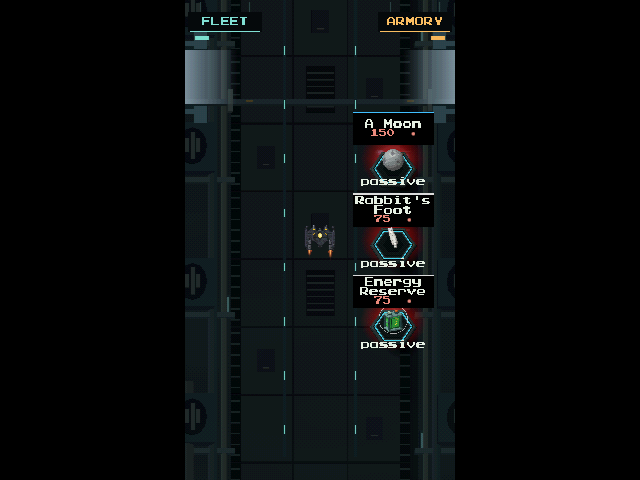 FLEET
ARMORY
A Moon
150
passive
Rabbit's
Foot
75
passive
Energy
Reserve
75
passive